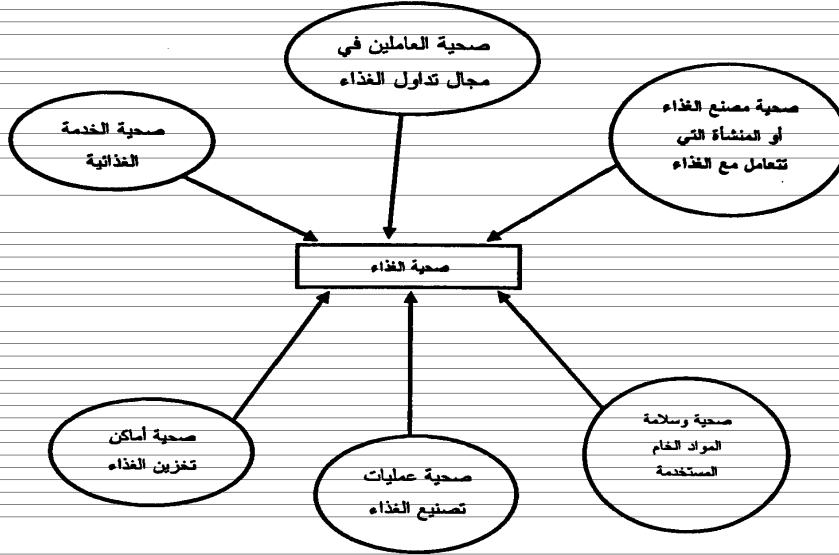 صحية العاملين في
مجال تداول الغذاء
صحية مصنع الغذاء
أو المنشأة التي
تتعامل مع الغذاء
صحية الخدمة
الغذائية
صحية الغذاء
صحية وسلامة
المواد الخام
المستخدمة
صحية عمليات
تصنيع الغذاء
صحية أماكن
تخزين الغذاء